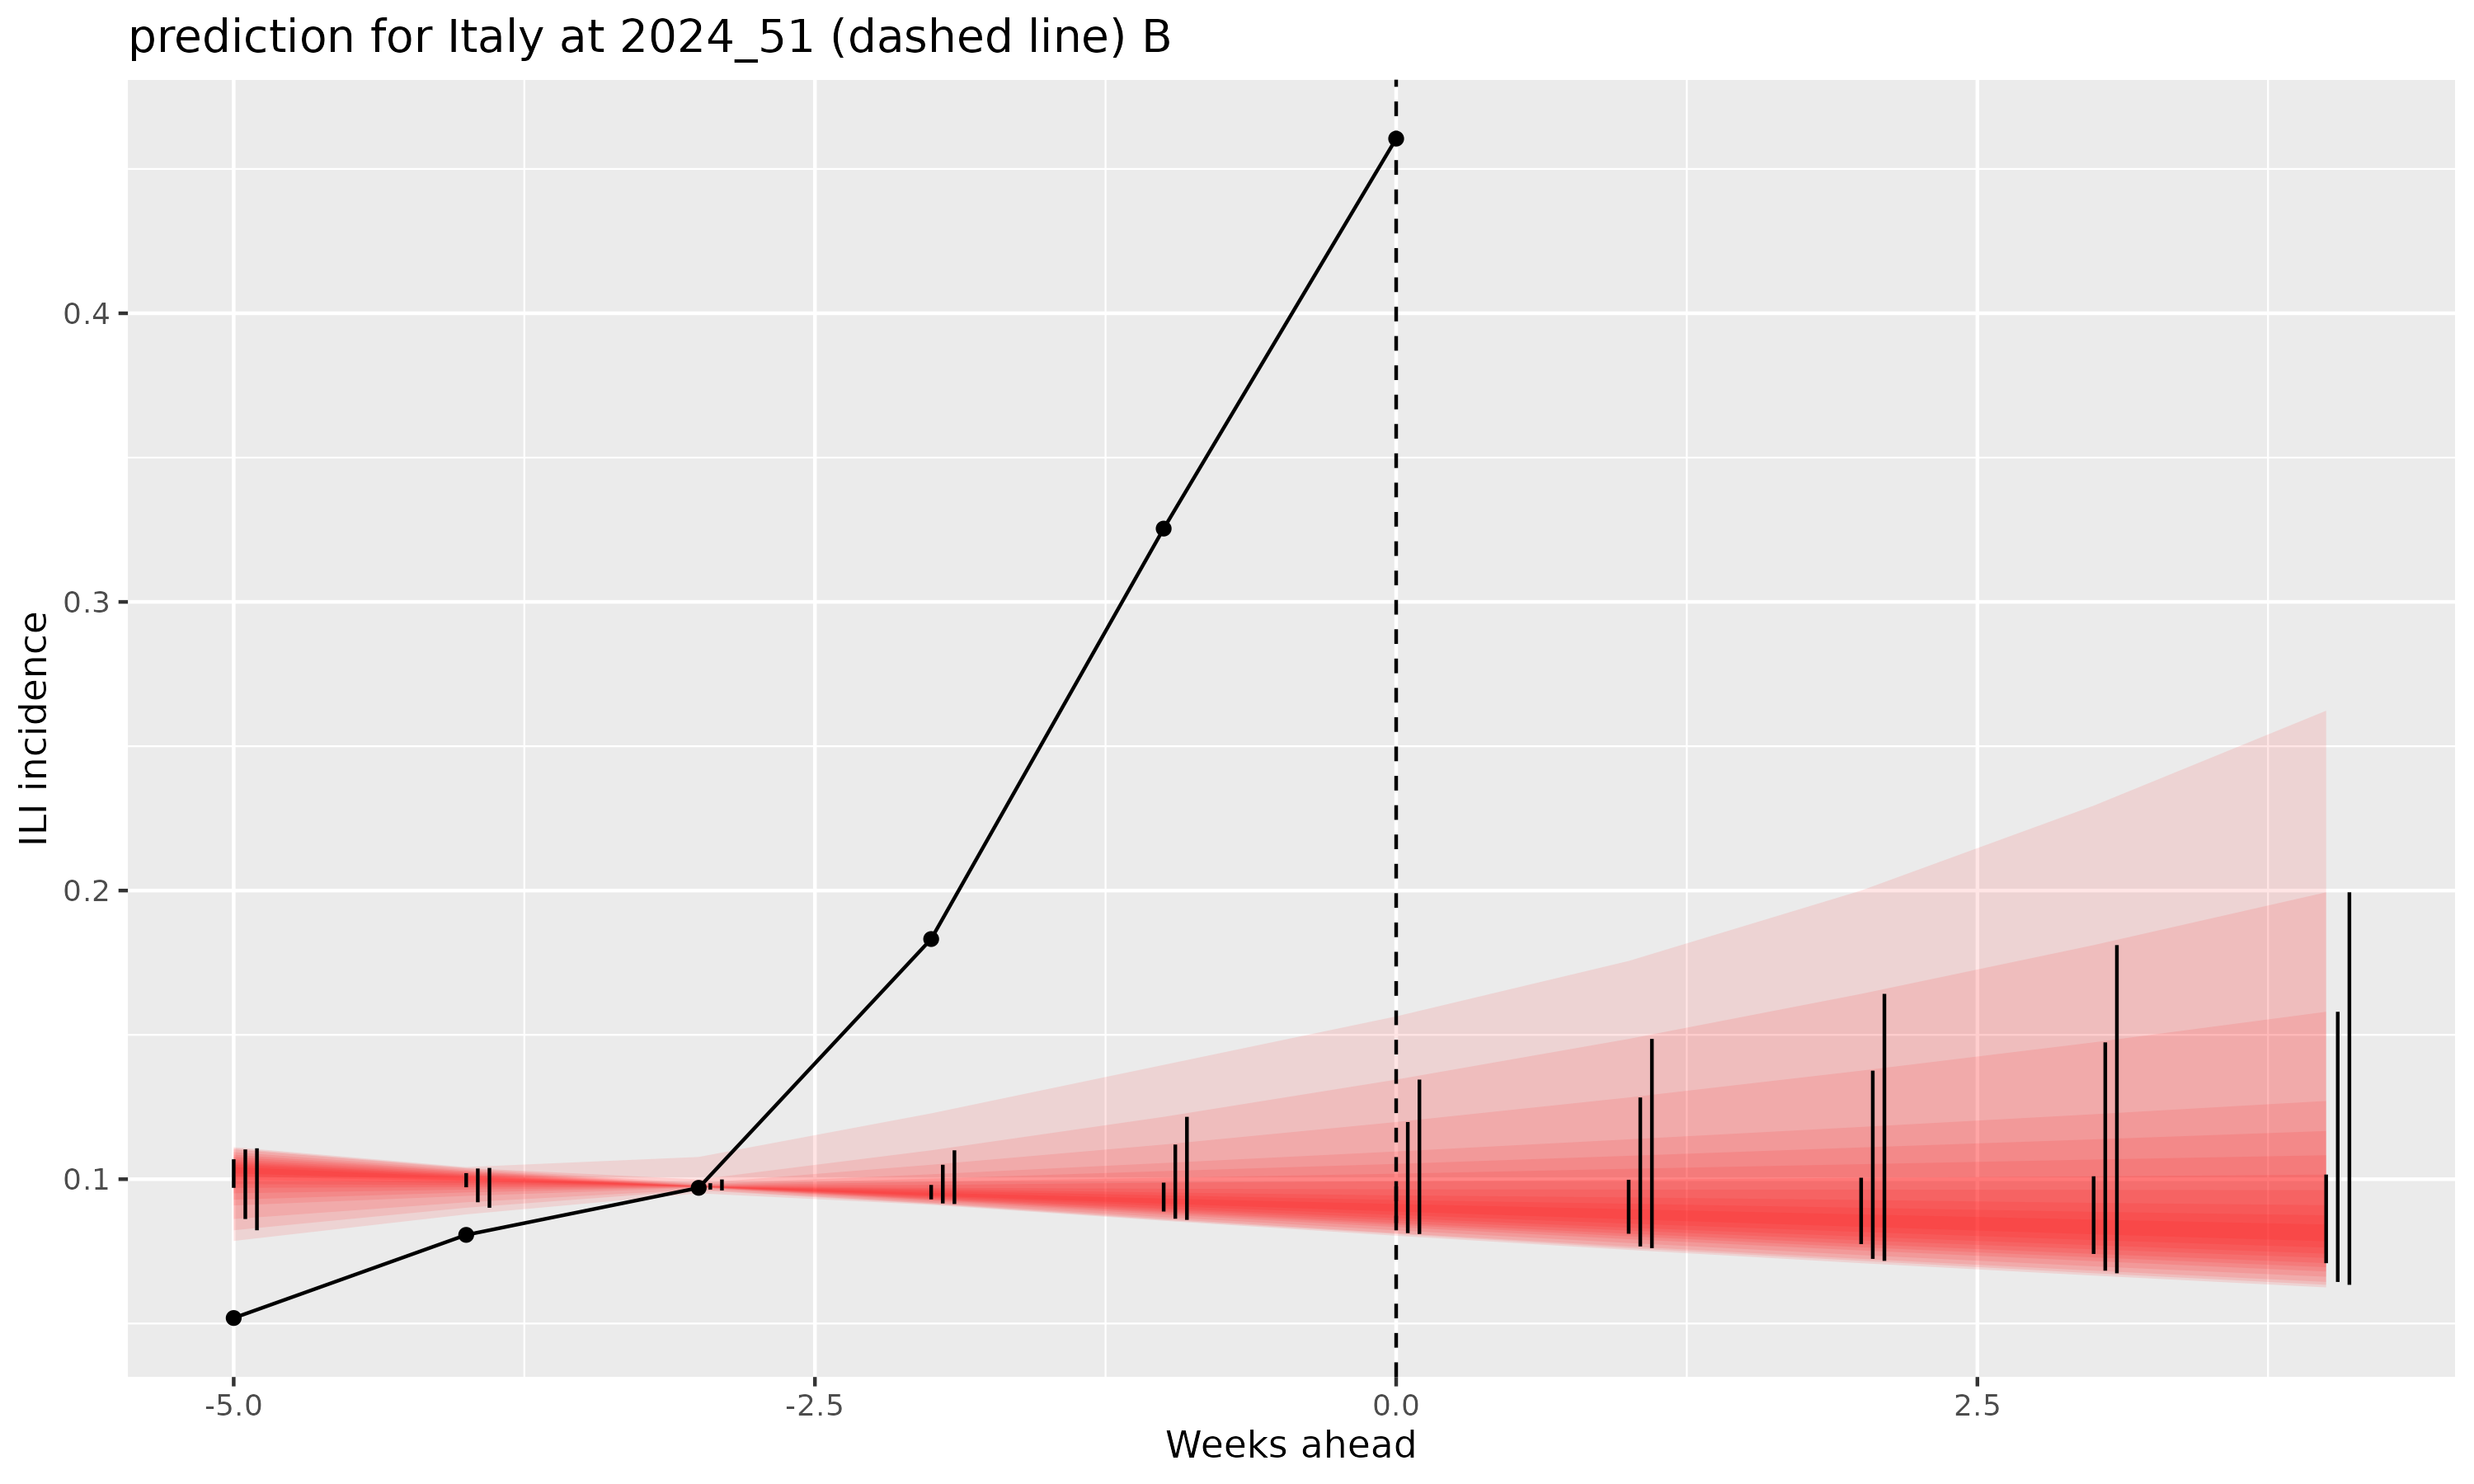 prediction for Italy at 2024_51 (dashed line) B
ILI incidence
0.4
0.3
0.2
0.1
-5.0
-2.5
0.0
2.5
Weeks ahead